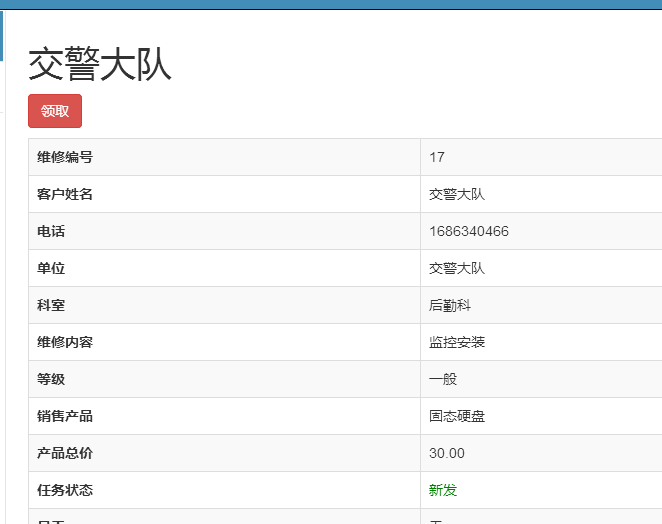 交警大队
领取
维修编号 17
客户姓名 交警大队
电话 1686340466
单位 交警大队
科室 后勤科
维修内容 监控安装
等级 一般
销售产品 固态硬盘
产品总价 30.00
任务状态 新发